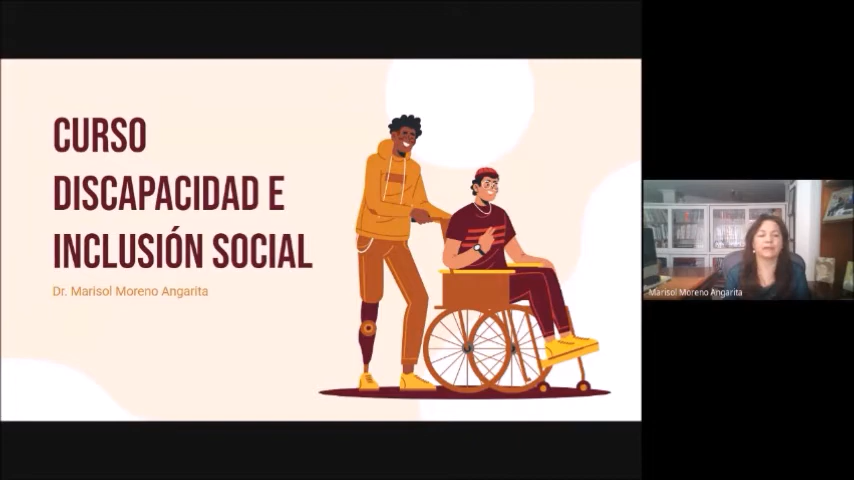 CURSO
DISCAPACIDAD E
INCLUSIÓN SOCIAL
Dr. Marisol Moreno Angarita
Marisol Moreno Angarita